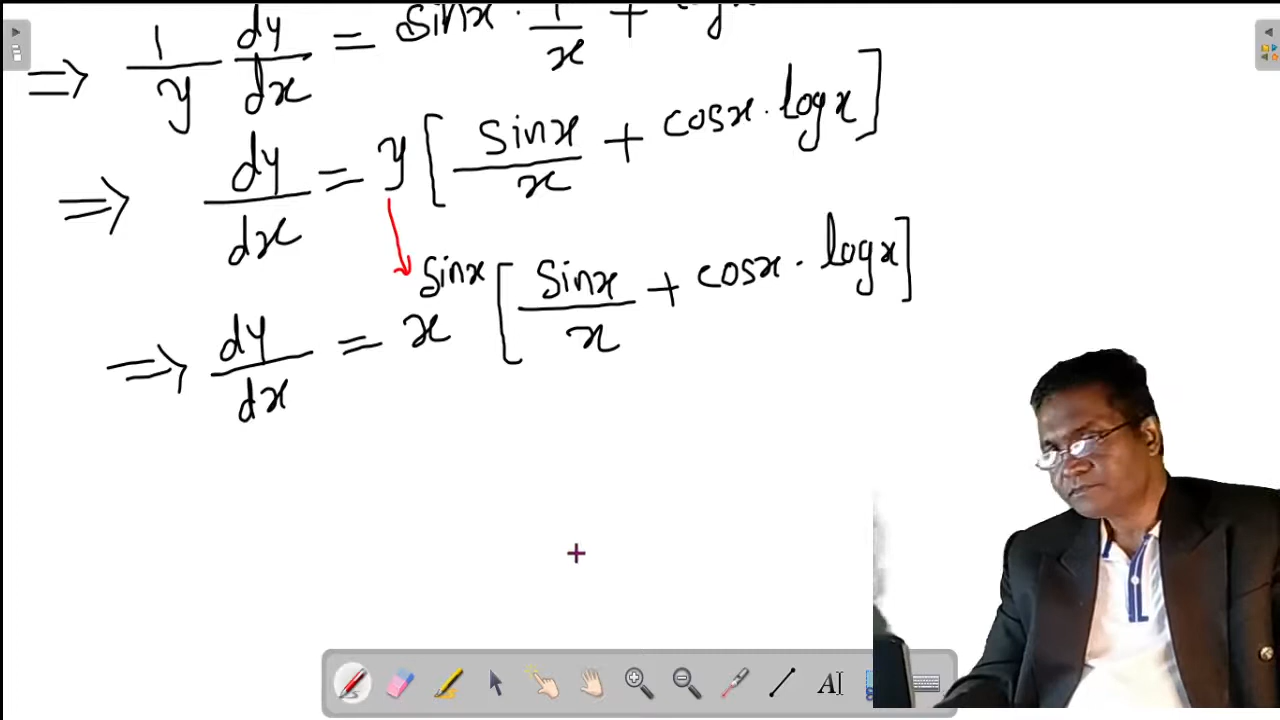 ⇒ 1/y dy/dx = sinx · 1/x +
⇒ dy/dx = y [ sinx/x + cosx · logx ]
⇒ dy/dx = x^sinx [ sinx/x + cosx · logx ]
A